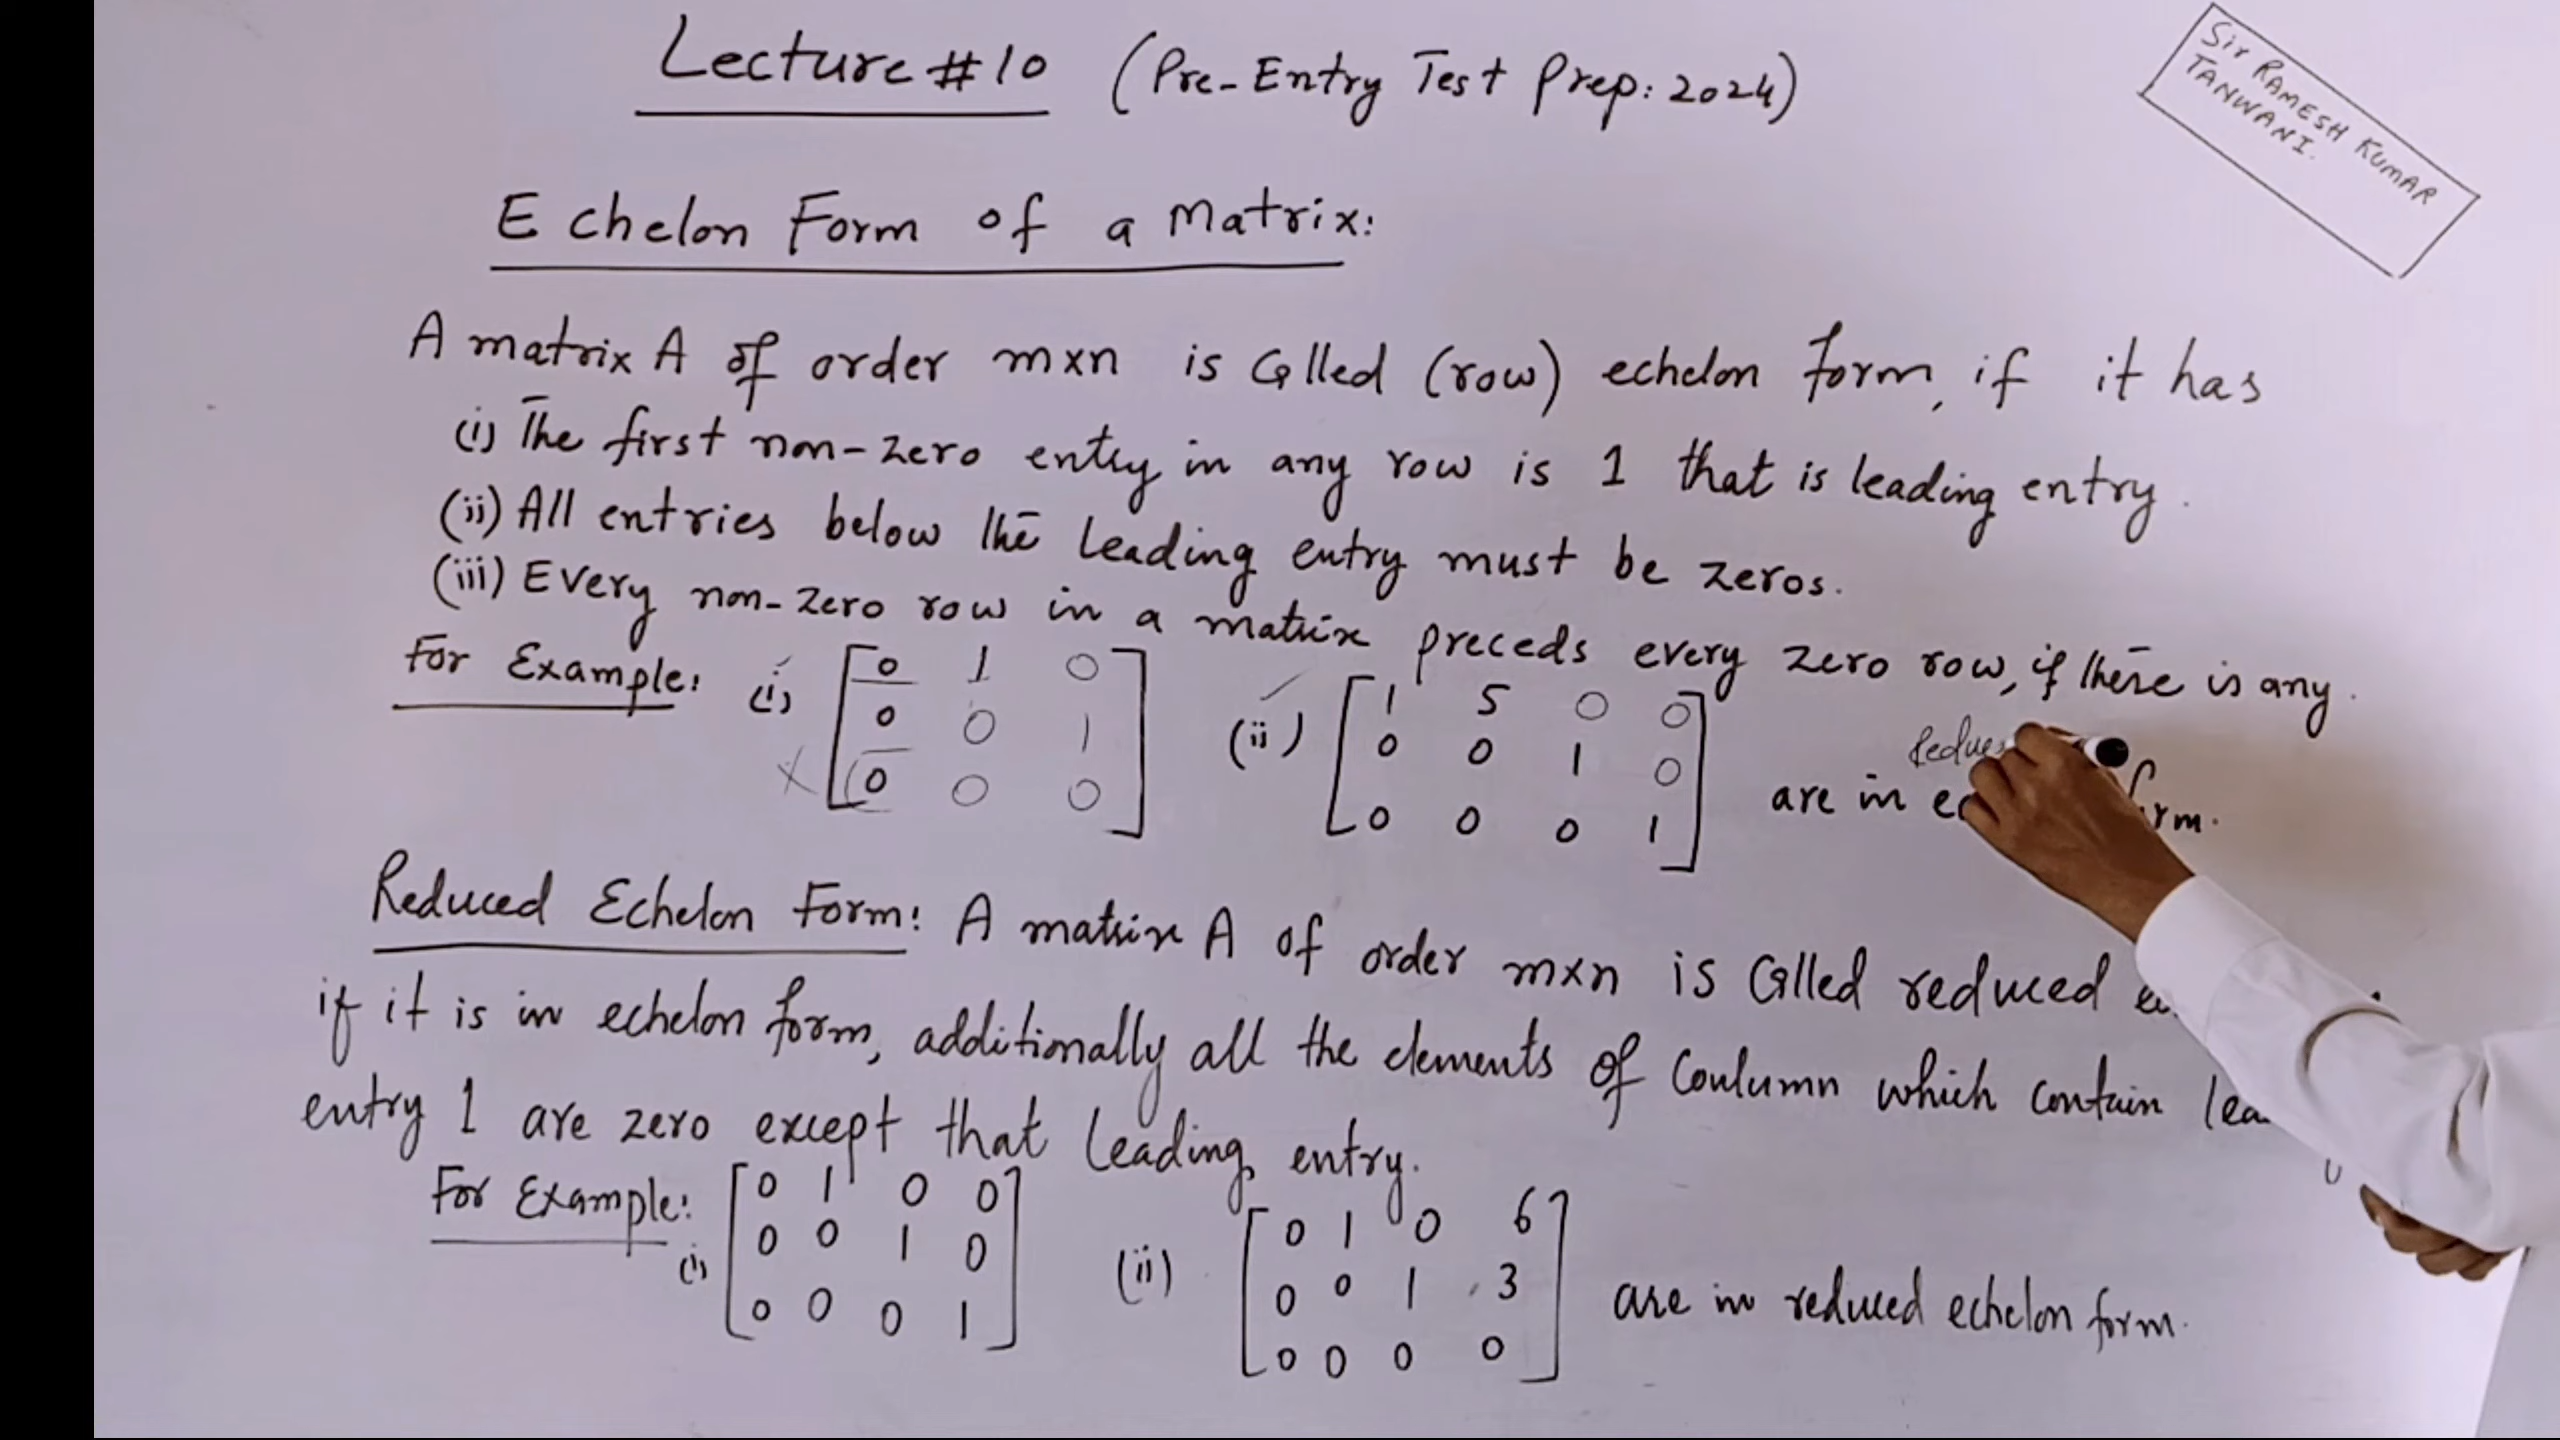 Lecture #10 (Pre-Entry Test Prep: 2024)
Sir RAMESH KUMAR
TANWANI.
Echelon Form of a Matrix:
A matrix A of order mxn is Called (row) echelon form, if it has
(i) The first non-zero entry in any row is 1 that is leading entry.
(ii) All entries below the leading entry must be zeros.
(iii) Every non-zero row in a matrix preceds every zero row, if there is any.
For Example: (i) [0 1 0 (ii) [1 5 0 0
0 0 1 0 0 1 0
0 0 0] 0 0 0 1] are in form.
Reduced Echelon Form: A matrix A of order mxn is Called reduced
if it is in echelon form, additionally all the elements of Coulumn which contain
entry 1 are zero except that leading entry.
For Example: (i) [0 1 0 0 (ii) [0 1 0 6
0 0 1 0 0 0 1 3
0 0 0 1] 0 0 0 0] are in reduced echelon form.